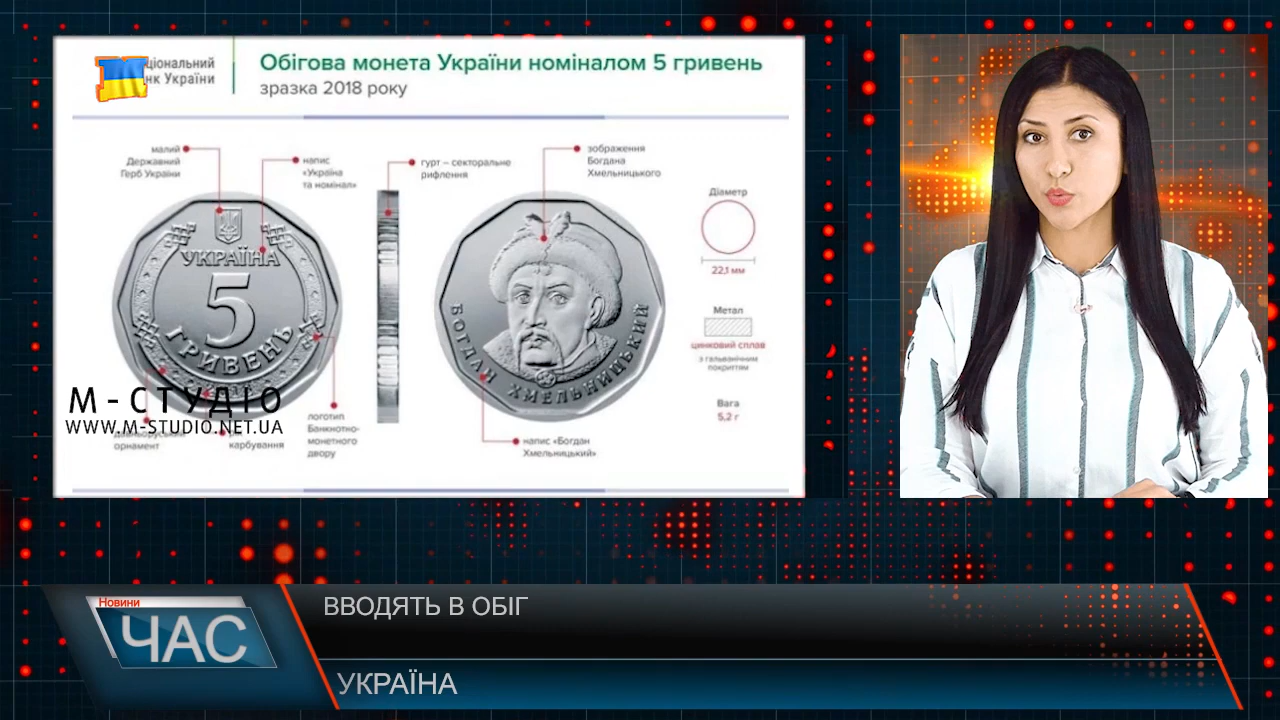 ціональний
нк України
Обігова монета України номіналом 5 гривень
зразка 2018 року
малий
Державний
Герб України
напис
«Україна
та номінал»
гурт – секторальне
рифлення
зображення
Богдана
Хмельницького
Діаметр
22,1 мм
УКРАЇНА
5
ГРИВЕНЬ
БОГДАН ХМЕЛЬНИЦЬКИЙ
Метал
цинковий сплав
з гальванічним
покриттям
Вага
5,2 г
М-СТУДІО
WWW.M-STUDIO.NET.UA
орнамент
карбування
логотип
Банкнотно-
монетного
двору
напис «Богдан
Хмельницький»
Новини
ЧАС
ВВОДЯТЬ В ОБІГ
УКРАЇНА